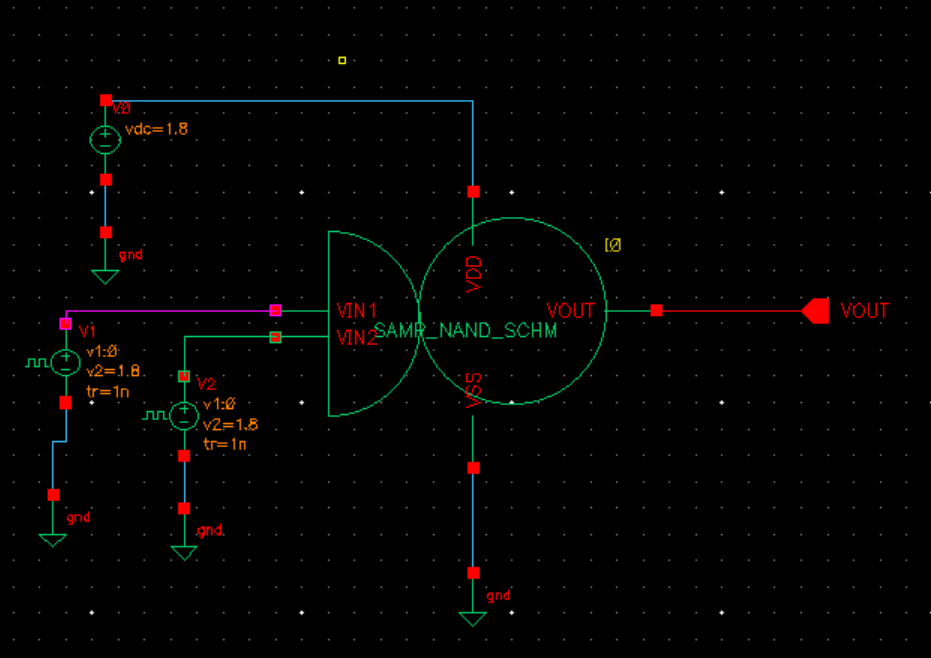 V0
vdc=1.8
gnd
I0
VDD
VIN1
VOUT
VOUT
VIN2
SAMP_NAND_SCHM
V1
v1:0
v2=1.8
tr=1n
VSS
V2
v1:0
v2=1.8
tr=1n
gnd
gnd
gnd